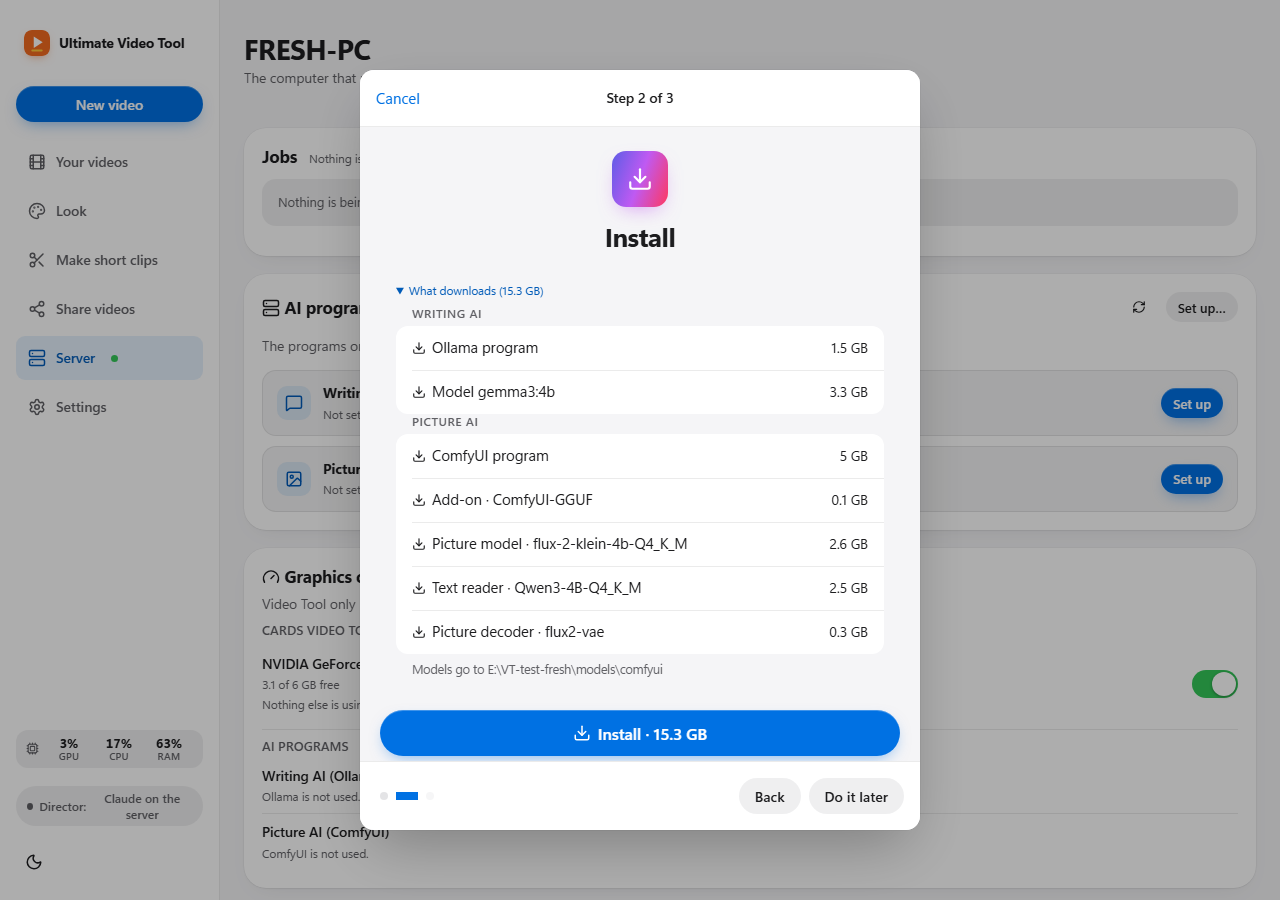 Ultimate Video Tool
New video
Your videos
Look
Make short clips
Share videos
Server
Settings
3% 17% 63%
GPU CPU RAM
Director: Claude on the server
FRESH-PC
The computer that
Jobs Nothing is
Nothing is bein
AI progra
Set up...
The programs
Writin
Not set
Set up
Pictur
Not set
Set up
Graphics
Video Tool only
CARDS VIDEO TO
NVIDIA GeForce
3.1 of 6 GB free
Nothing else is usin
AI PROGRAMS
Writing AI (Olla
Ollama is not used.
Picture AI (ComfyUI)
ComfyUI is not used.
Cancel
Step 2 of 3
Install
What downloads (15.3 GB)
WRITING AI
Ollama program 1.5 GB
Model gemma3:4b 3.3 GB
PICTURE AI
ComfyUI program 5 GB
Add-on · ComfyUI-GGUF 0.1 GB
Picture model · flux-2-klein-4b-Q4_K_M 2.6 GB
Text reader · Qwen3-4B-Q4_K_M 2.5 GB
Picture decoder · flux2-vae 0.3 GB
Models go to E:\VT-test-fresh\models\comfyui
Install · 15.3 GB
Back
Do it later